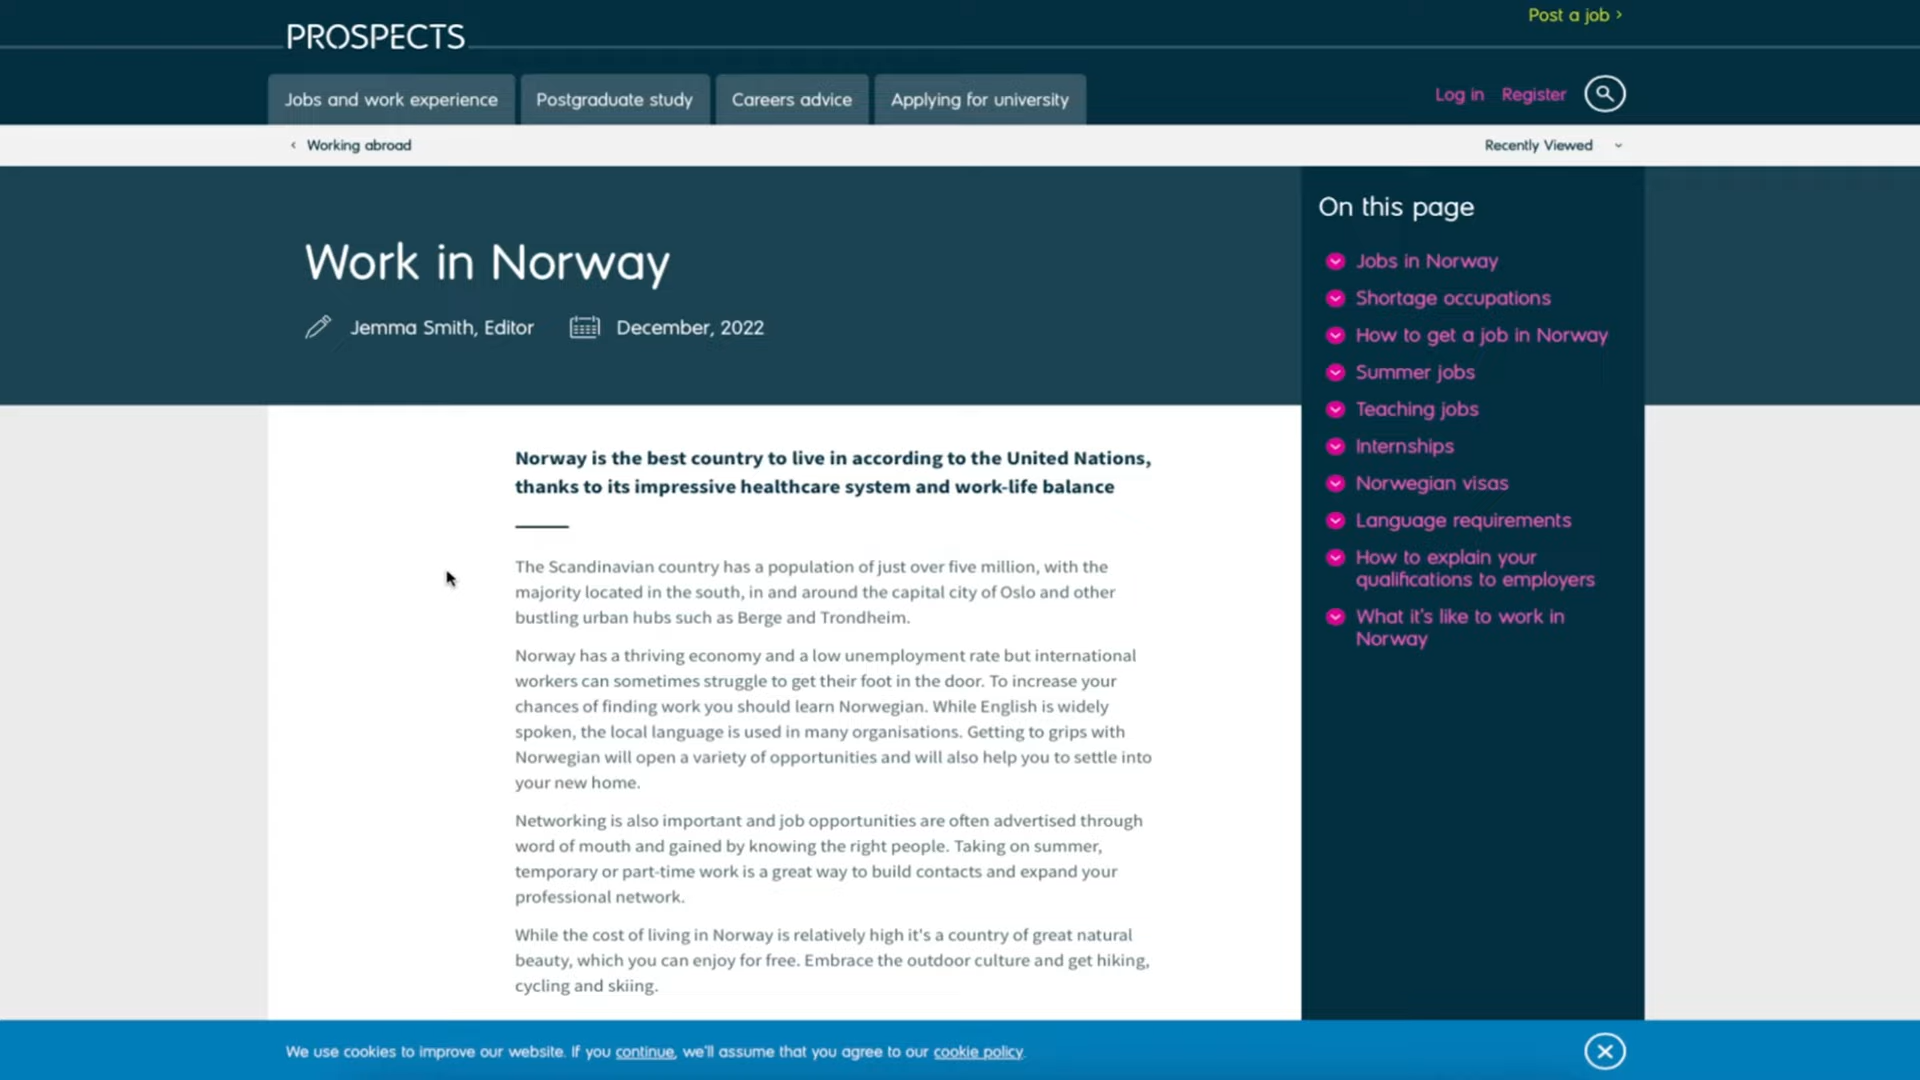 Post a job >
PROSPECTS
Jobs and work experience
Postgraduate study
Careers advice
Applying for university
Log in
Register
< Working abroad
Recently Viewed
Work in Norway
Jemma Smith, Editor
December, 2022
On this page
Jobs in Norway
Shortage occupations
How to get a job in Norway
Summer jobs
Teaching jobs
Internships
Norwegian visas
Language requirements
How to explain your
qualifications to employers
What it's like to work in
Norway
Norway is the best country to live in according to the United Nations,
thanks to its impressive healthcare system and work-life balance
The Scandinavian country has a population of just over five million, with the
majority located in the south, in and around the capital city of Oslo and other
bustling urban hubs such as Berge and Trondheim.
Norway has a thriving economy and a low unemployment rate but international
workers can sometimes struggle to get their foot in the door. To increase your
chances of finding work you should learn Norwegian. While English is widely
spoken, the local language is used in many organisations. Getting to grips with
Norwegian will open a variety of opportunities and will also help you to settle into
your new home.
Networking is also important and job opportunities are often advertised through
word of mouth and gained by knowing the right people. Taking on summer,
temporary or part-time work is a great way to build contacts and expand your
professional network.
While the cost of living in Norway is relatively high it's a country of great natural
beauty, which you can enjoy for free. Embrace the outdoor culture and get hiking,
cycling and skiing.
We use cookies to improve our website. If you continue, we'll assume that you agree to our cookie policy.